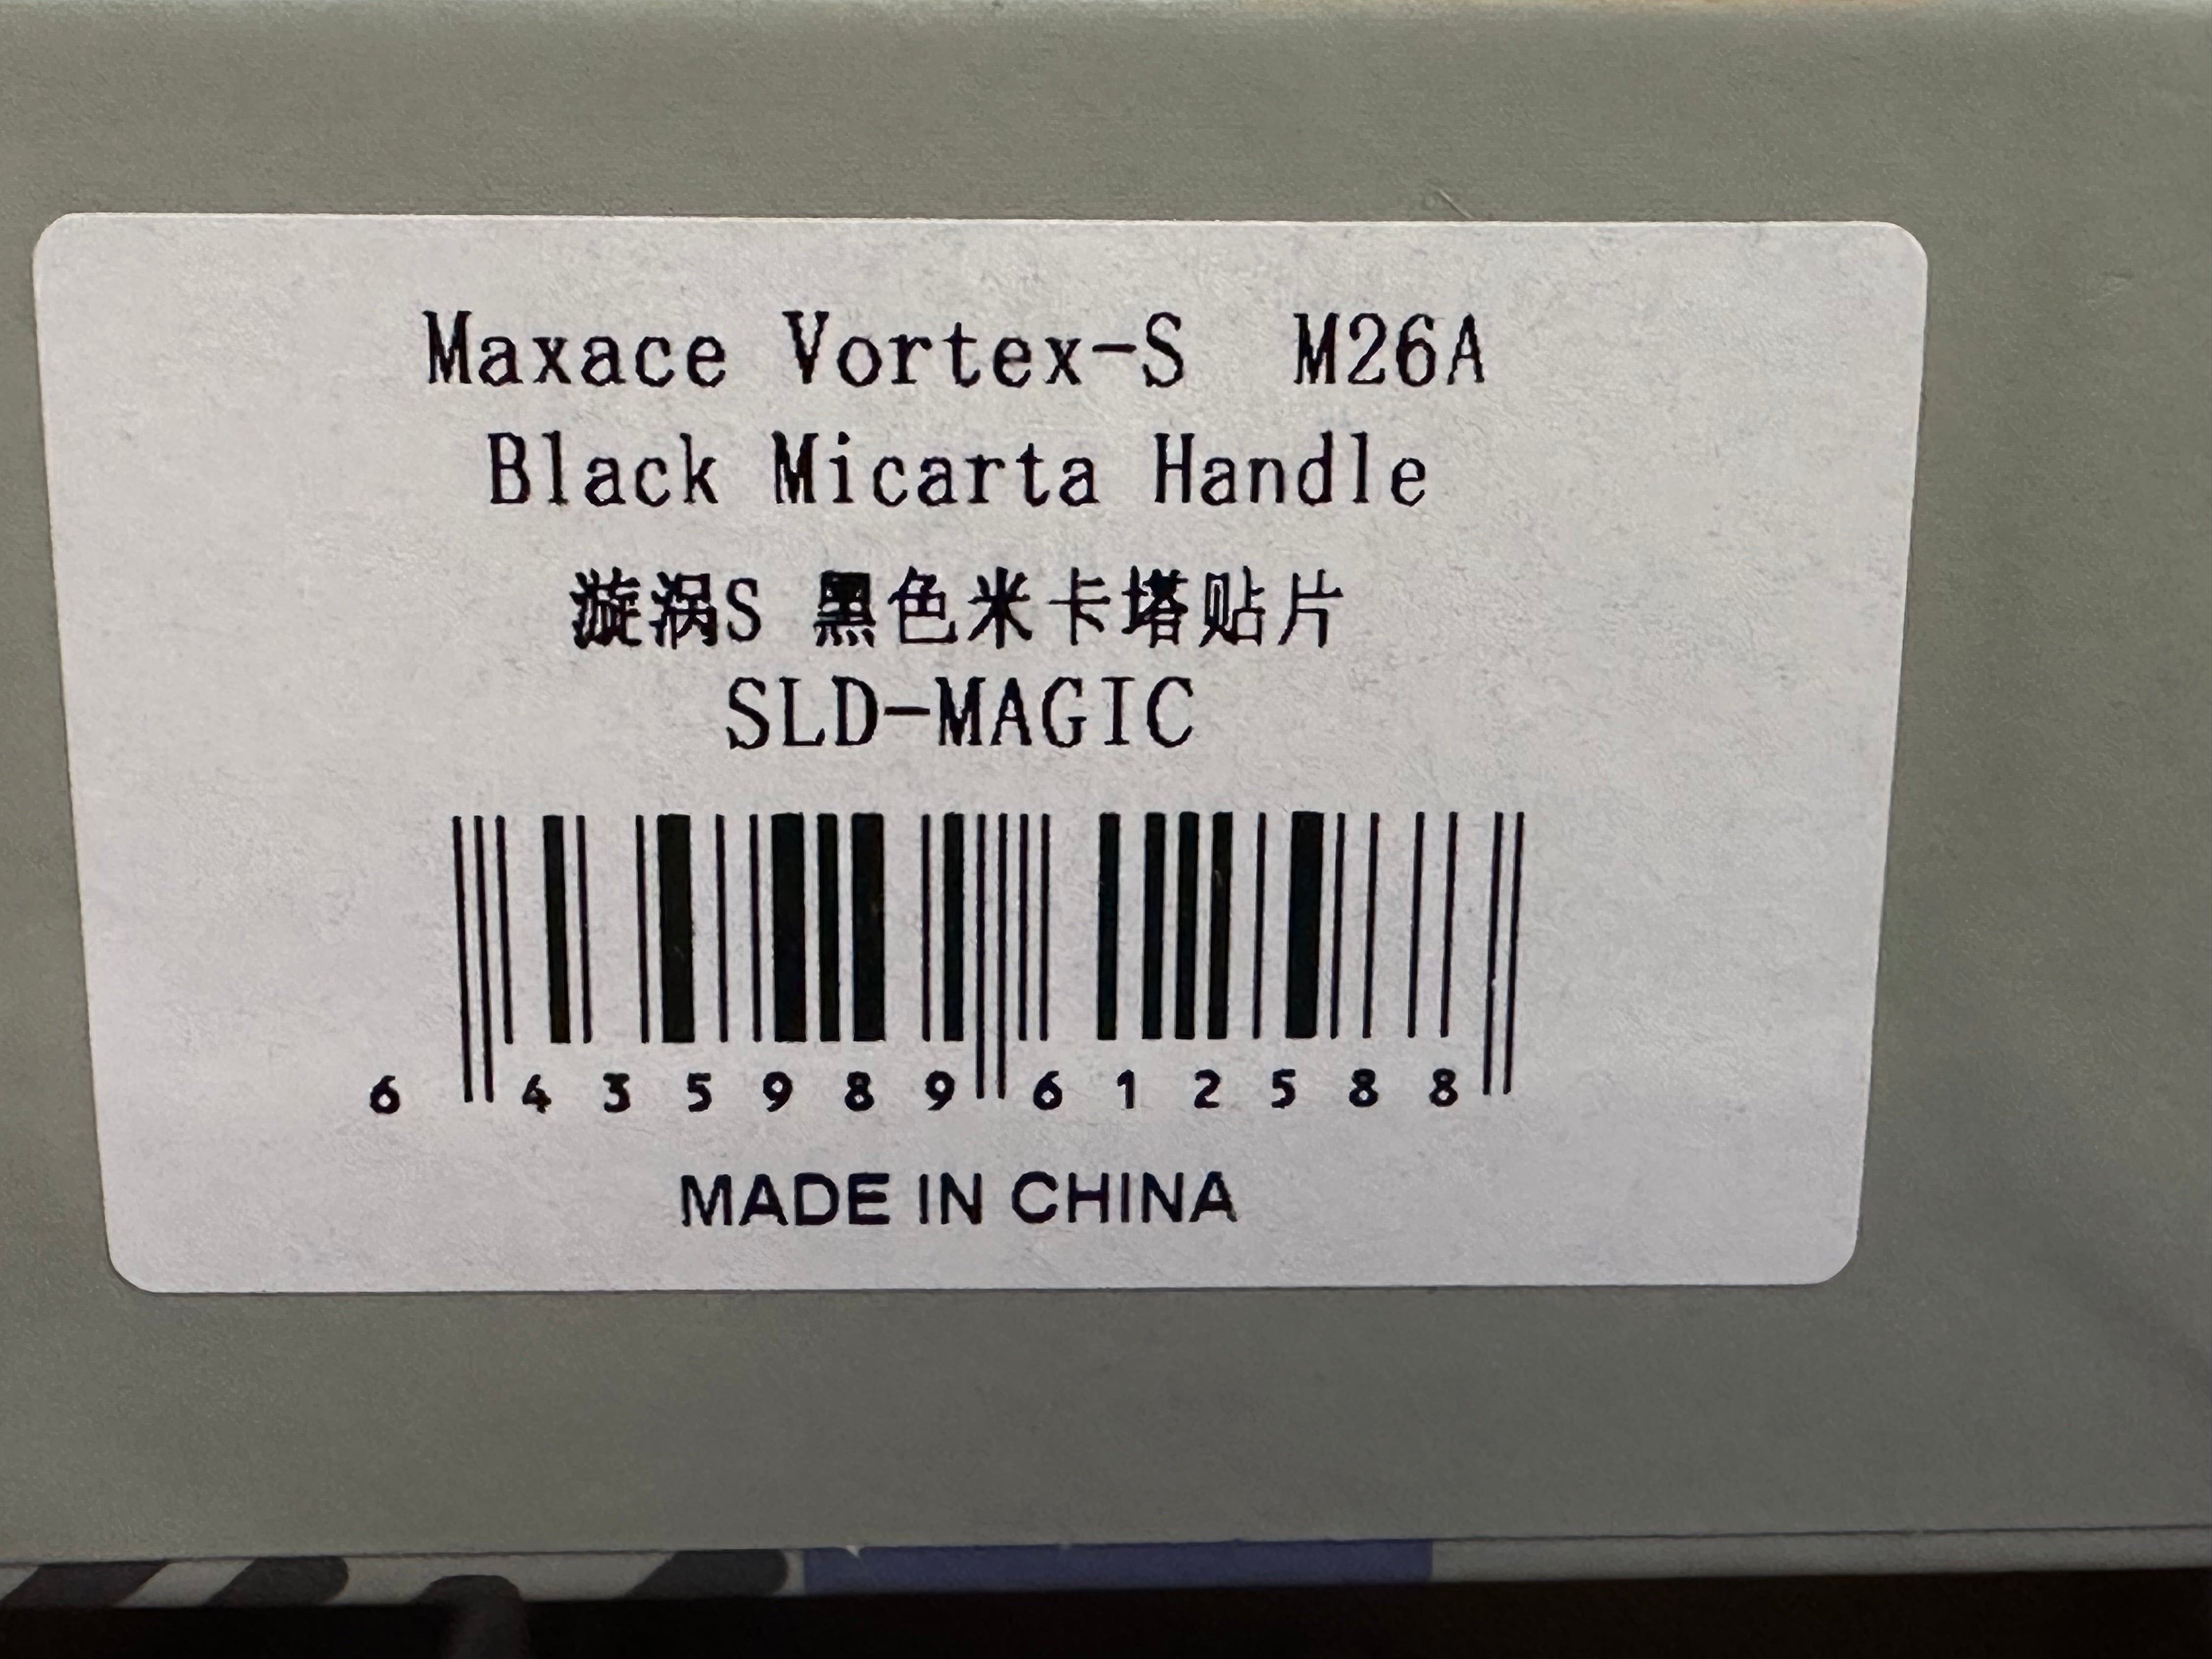 Maxace Vortex-S M26A
Black Micarta Handle
漩涡S 黑色米卡塔贴片
SLD-MAGIC
6 435989 612588
MADE IN CHINA